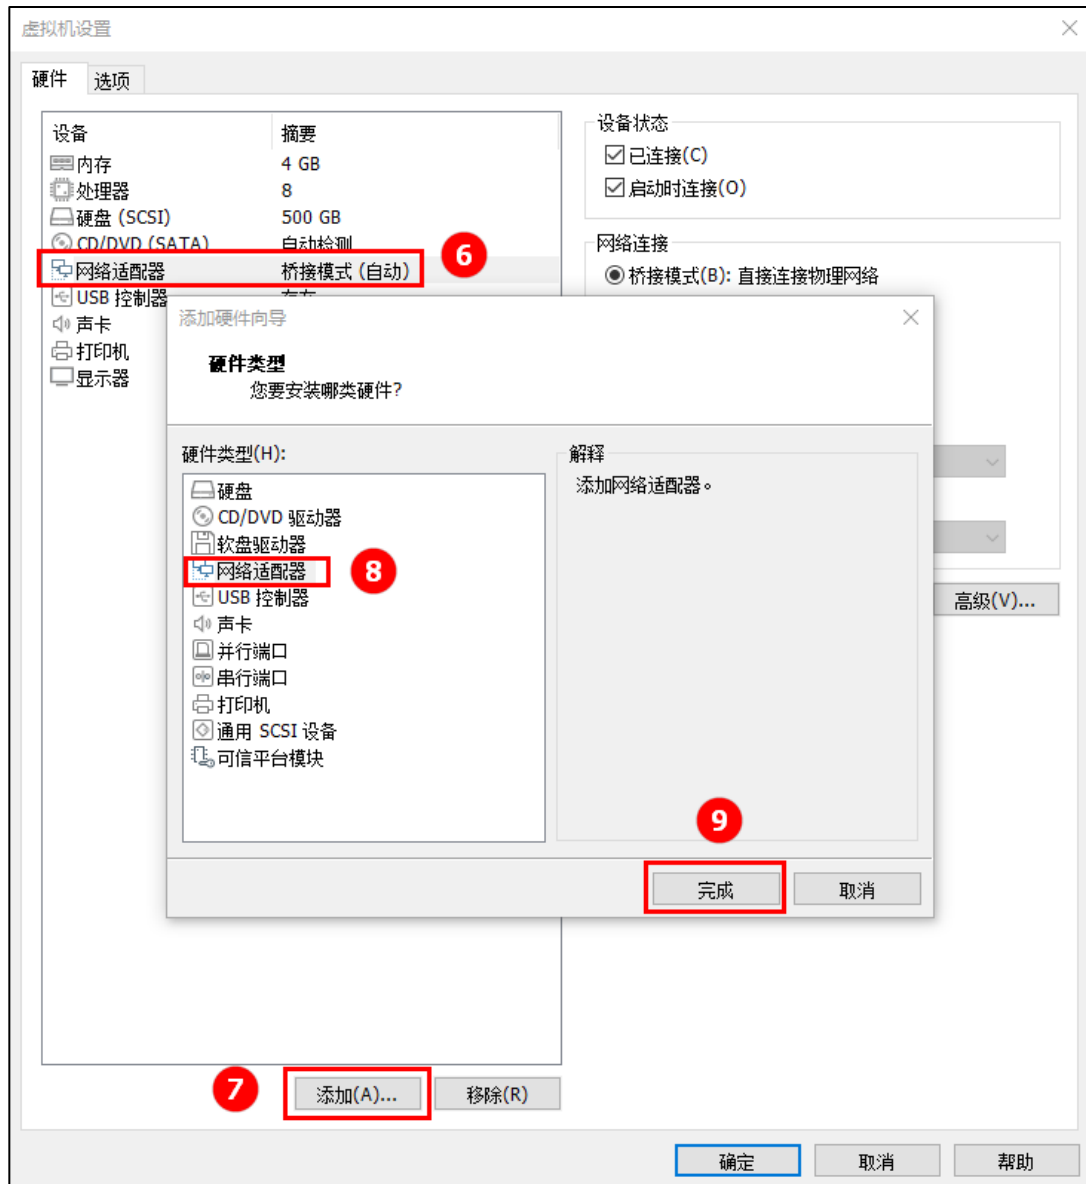 虚拟机设置
硬件 选项
设备 摘要
内存 4 GB
处理器 8
硬盘 (SCSI) 500 GB
CD/DVD (SATA) 自动检测
网络适配器 桥接模式 (自动)
6
USB 控制器
声卡
打印机
显示器
设备状态
已连接(C)
启动时连接(O)
网络连接
桥接模式(B): 直接连接物理网络
高级(V)...
添加硬件向导
硬件类型
您要安装哪类硬件?
硬件类型(H):
硬盘
CD/DVD 驱动器
软盘驱动器
网络适配器
8
USB 控制器
声卡
并行端口
串行端口
打印机
通用 SCSI 设备
可信平台模块
解释
添加网络适配器。
9
完成 取消
7
添加(A)... 移除(R)
确定 取消 帮助